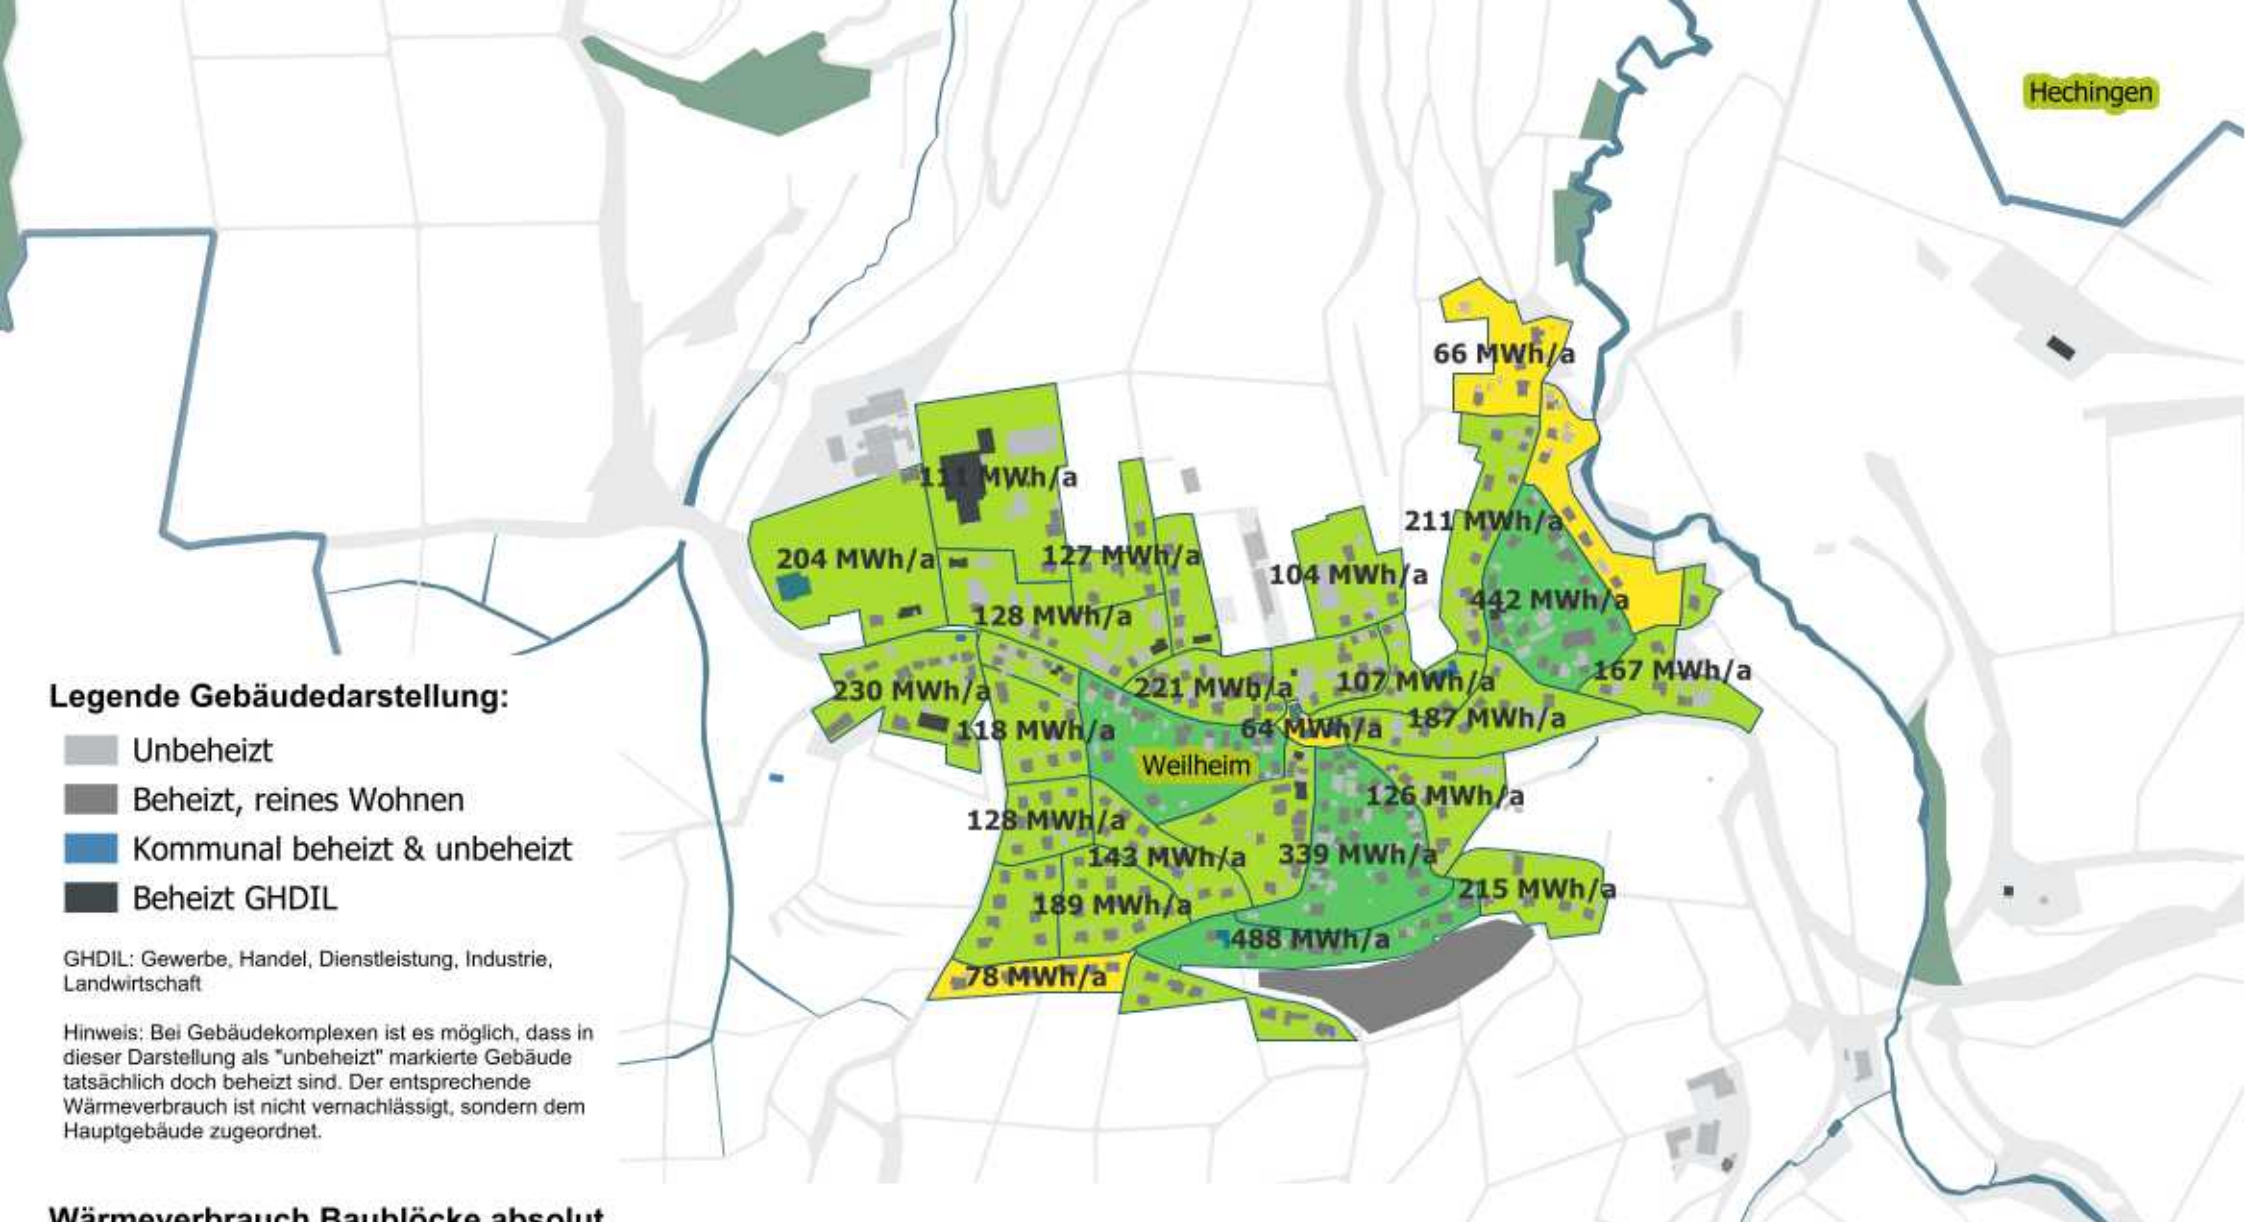 Hechingen
66 MWh/a
111 MWh/a
211 MWh/a
204 MWh/a
127 MWh/a
104 MWh/a
442 MWh/a
128 MWh/a
167 MWh/a
230 MWh/a
221 MWh/a
107 MWh/a
118 MWh/a
64 MWh/a
187 MWh/a
Weilheim
126 MWh/a
128 MWh/a
143 MWh/a
339 MWh/a
215 MWh/a
189 MWh/a
488 MWh/a
78 MWh/a
Legende Gebäudedarstellung:
Unbeheizt
Beheizt, reines Wohnen
Kommunal beheizt & unbeheizt
Beheizt GHDIL
GHDIL: Gewerbe, Handel, Dienstleistung, Industrie,
Landwirtschaft
Hinweis: Bei Gebäudekomplexen ist es möglich, dass in
dieser Darstellung als "unbeheizt" markierte Gebäude
tatsächlich doch beheizt sind. Der entsprechende
Wärmeverbrauch ist nicht vernachlässigt, sondern dem
Hauptgebäude zugeordnet.
Wärmeverbrauch Baublöcke absolut